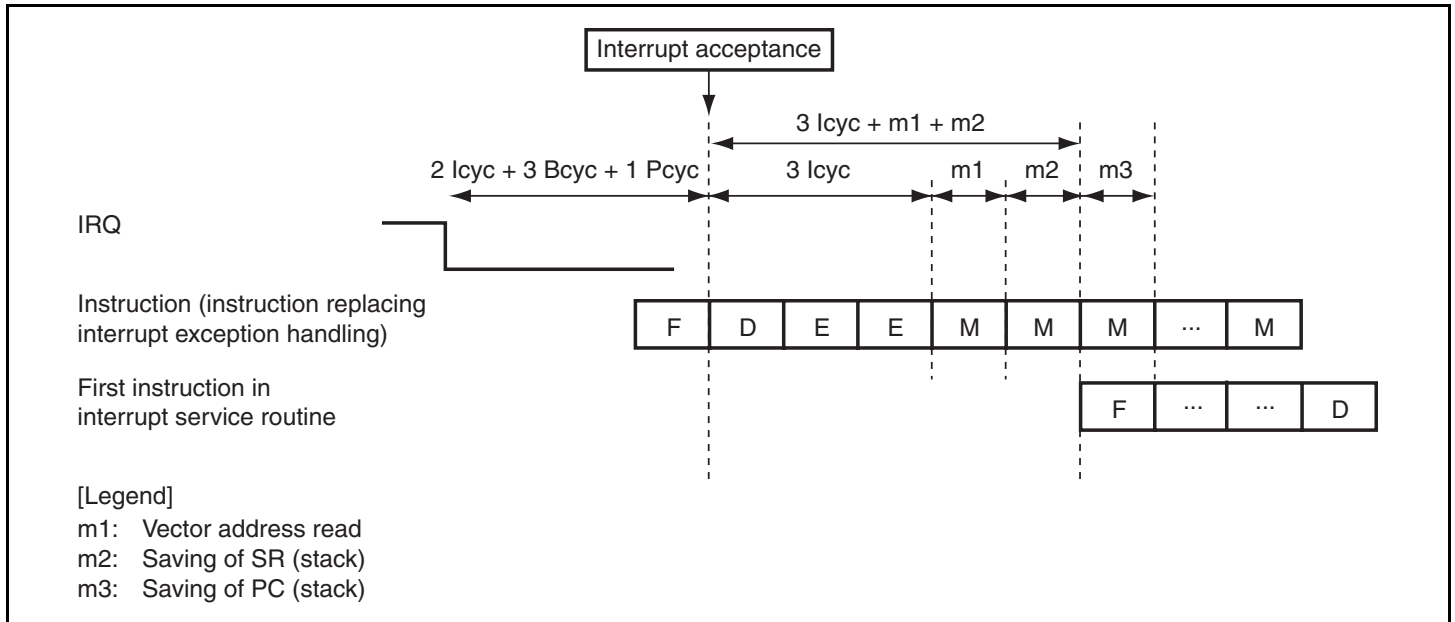 Interrupt acceptance
3 Icyc + m1 + m2
2 Icyc + 3 Bcyc + 1 Pcyc
3 Icyc
m1
m2
m3
IRQ
Instruction (instruction replacing
interrupt exception handling)
F D E E M M M ... M
First instruction in
interrupt service routine
F ... ... D
[Legend]
m1: Vector address read
m2: Saving of SR (stack)
m3: Saving of PC (stack)